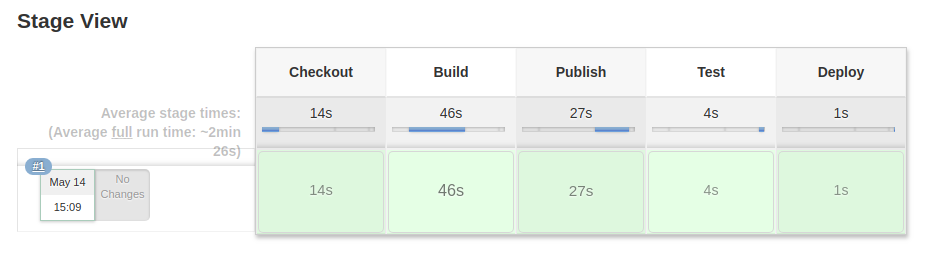 Stage View
Checkout Build Publish Test Deploy
Average stage times:
(Average full run time: ~2min
26s)
14s 46s 27s 4s 1s
#1
May 14
15:09
No
Changes
14s 46s 27s 4s 1s